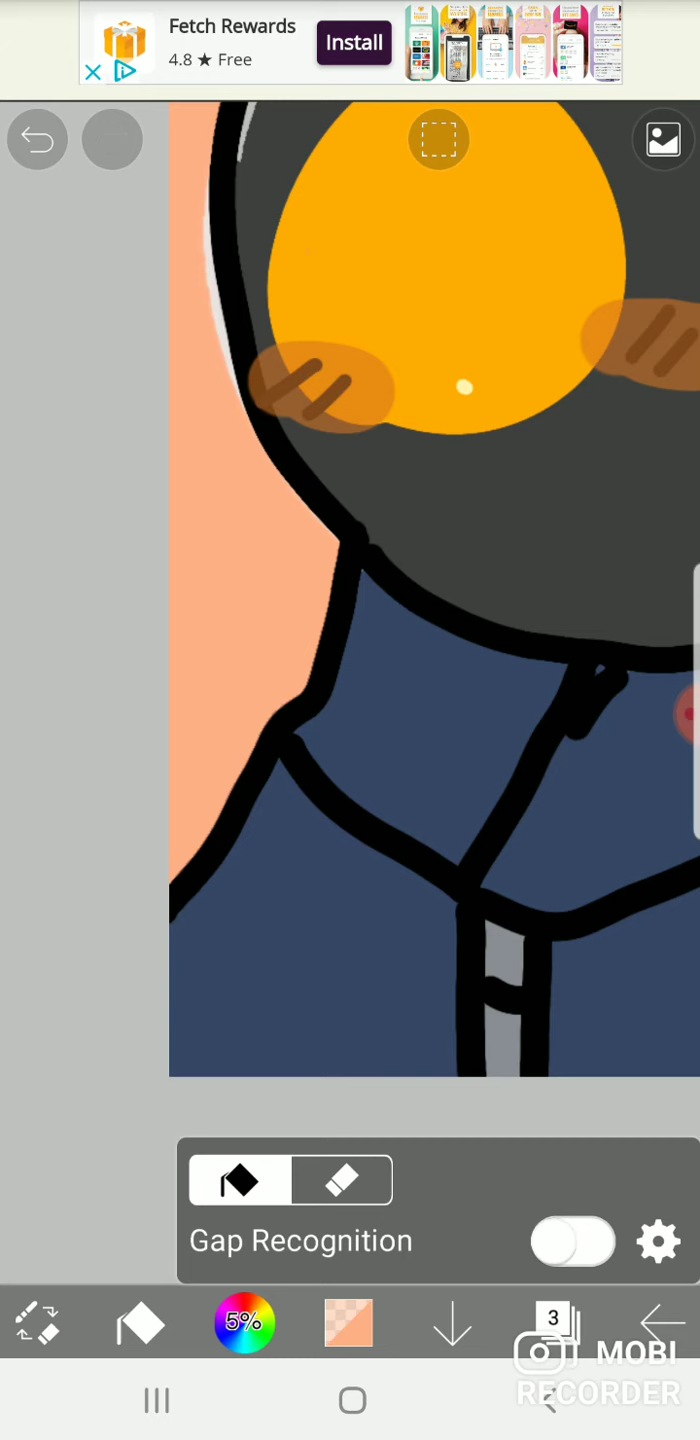 Fetch Rewards
4.8 ★ Free
Install
Gap Recognition
5%
3
MOBI
RECORDER